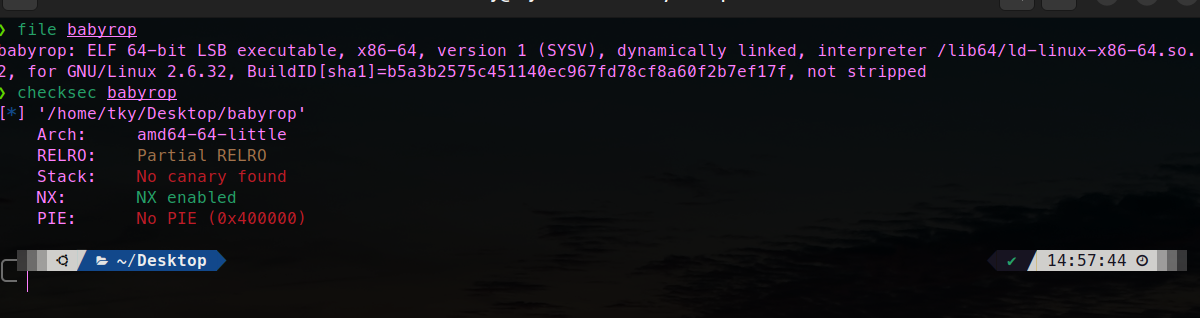 ❯ file babyrop
babyrop: ELF 64-bit LSB executable, x86-64, version 1 (SYSV), dynamically linked, interpreter /lib64/ld-linux-x86-64.so.
2, for GNU/Linux 2.6.32, BuildID[sha1]=b5a3b2575c451140ec967fd78cf8a60f2b7ef17f, not stripped
❯ checksec babyrop
[*] '/home/tky/Desktop/babyrop'
Arch: amd64-64-little
RELRO: Partial RELRO
Stack: No canary found
NX: NX enabled
PIE: No PIE (0x400000)
~/Desktop ✔ 14:57:44